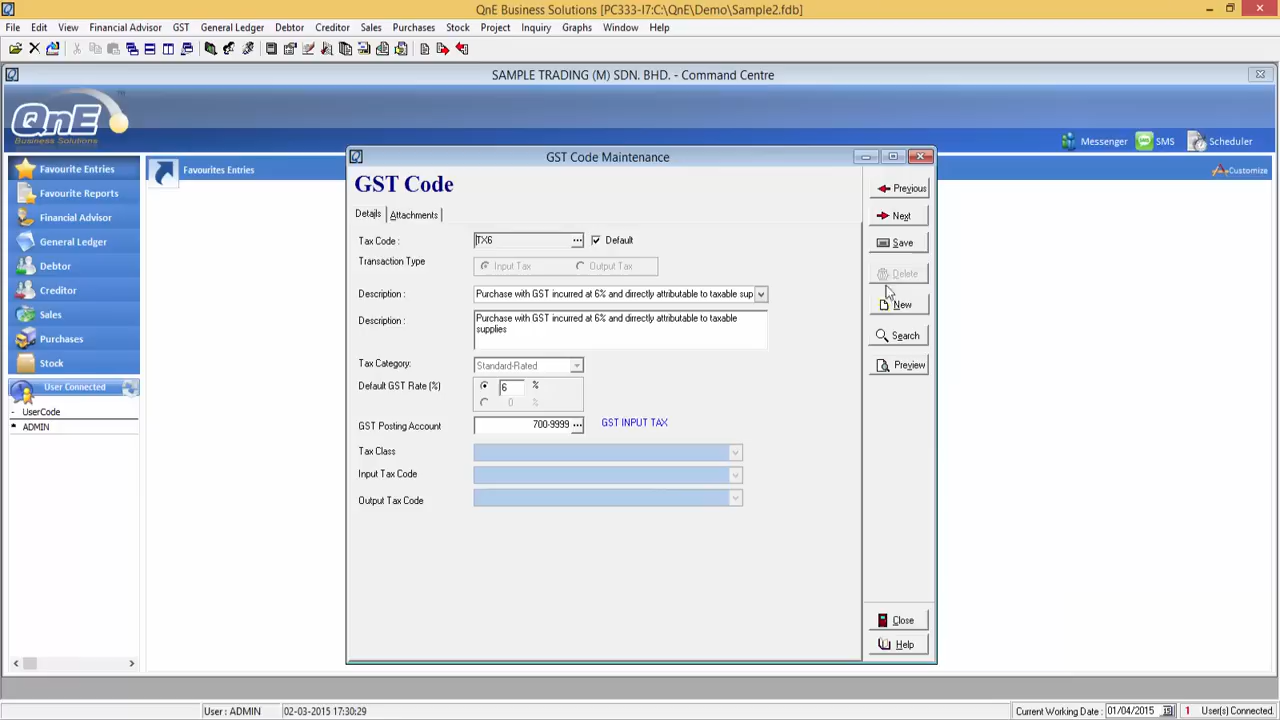 QnE Business Solutions [PC333-I7:C:\QnE\Demo\Sample2.fdb]
File Edit View Financial Advisor GST General Ledger Debtor Creditor Sales Purchases Stock Project Inquiry Graphs Window Help
SAMPLE TRADING (M) SDN. BHD. - Command Centre
QnE
Business Solutions
Messenger SMS Scheduler
Favourite Entries
Favourites Entries
Customize
Favourite Reports
Financial Advisor
General Ledger
Debtor
Creditor
Sales
Purchases
Stock
User Connected
- UserCode
ADMIN
GST Code Maintenance
GST Code
Details Attachments
Tax Code : TX6 Default
Transaction Type Input Tax Output Tax
Description : Purchase with GST incurred at 6% and directly attributable to taxable sup
Description : Purchase with GST incurred at 6% and directly attributable to taxable
supplies
Tax Category: Standard-Rated
Default GST Rate (%) 6 %
0 %
GST Posting Account 700-9999 GST INPUT TAX
Tax Class
Input Tax Code
Output Tax Code
Previous
Next
Save
Delete
New
Search
Preview
Close
Help
User : ADMIN 02-03-2015 17:30:29 Current Working Date : 01/04/2015 1 User(s) Connected.